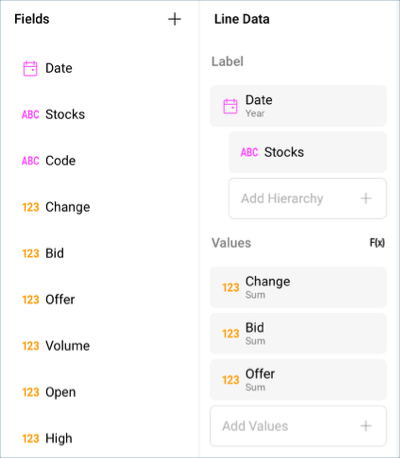 Fields
Date
ABC Stocks
ABC Code
123 Change
123 Bid
123 Offer
123 Volume
123 Open
123 High
Line Data
Label
Date
Year
ABC Stocks
Add Hierarchy
Values F(x)
123 Change
Sum
123 Bid
Sum
123 Offer
Sum
Add Values